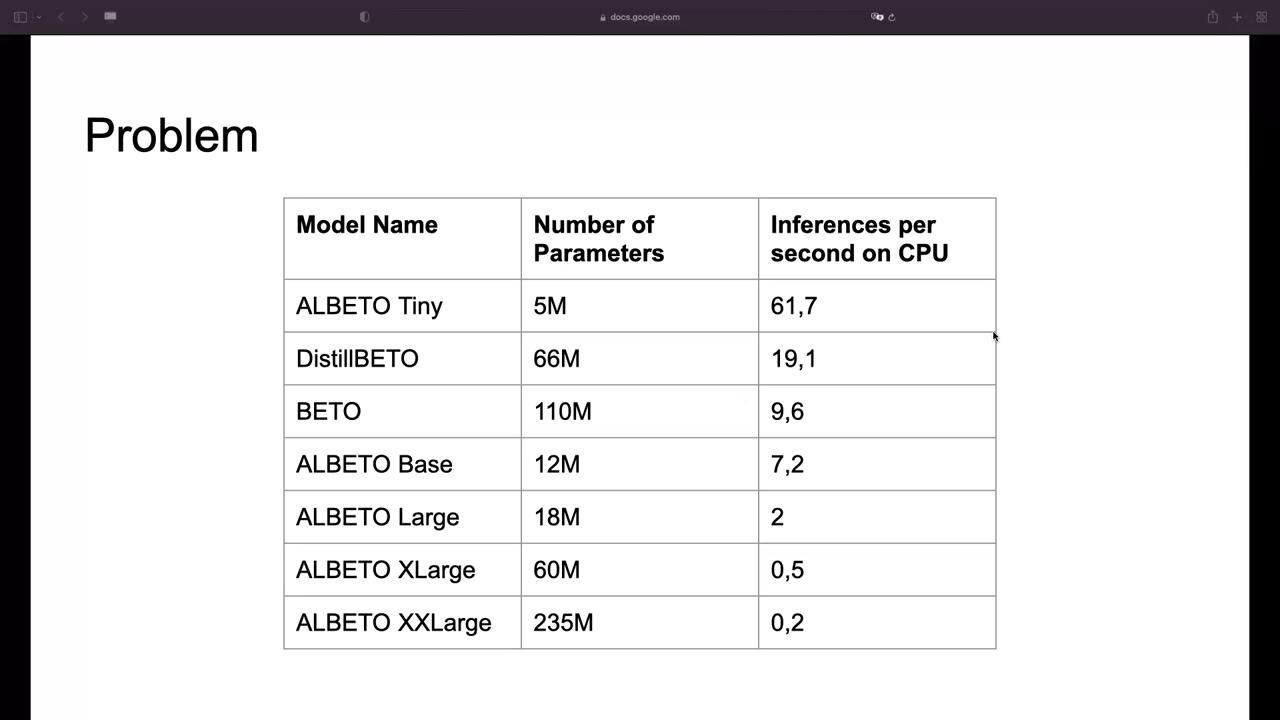 docs.google.com
Problem
Model Name
Number of
Parameters
Inferences per
second on CPU
ALBETO Tiny
5M
61,7
DistillBETO
66M
19,1
BETO
110M
9,6
ALBETO Base
12M
7,2
ALBETO Large
18M
2
ALBETO XLarge
60M
0,5
ALBETO XXLarge
235M
0,2